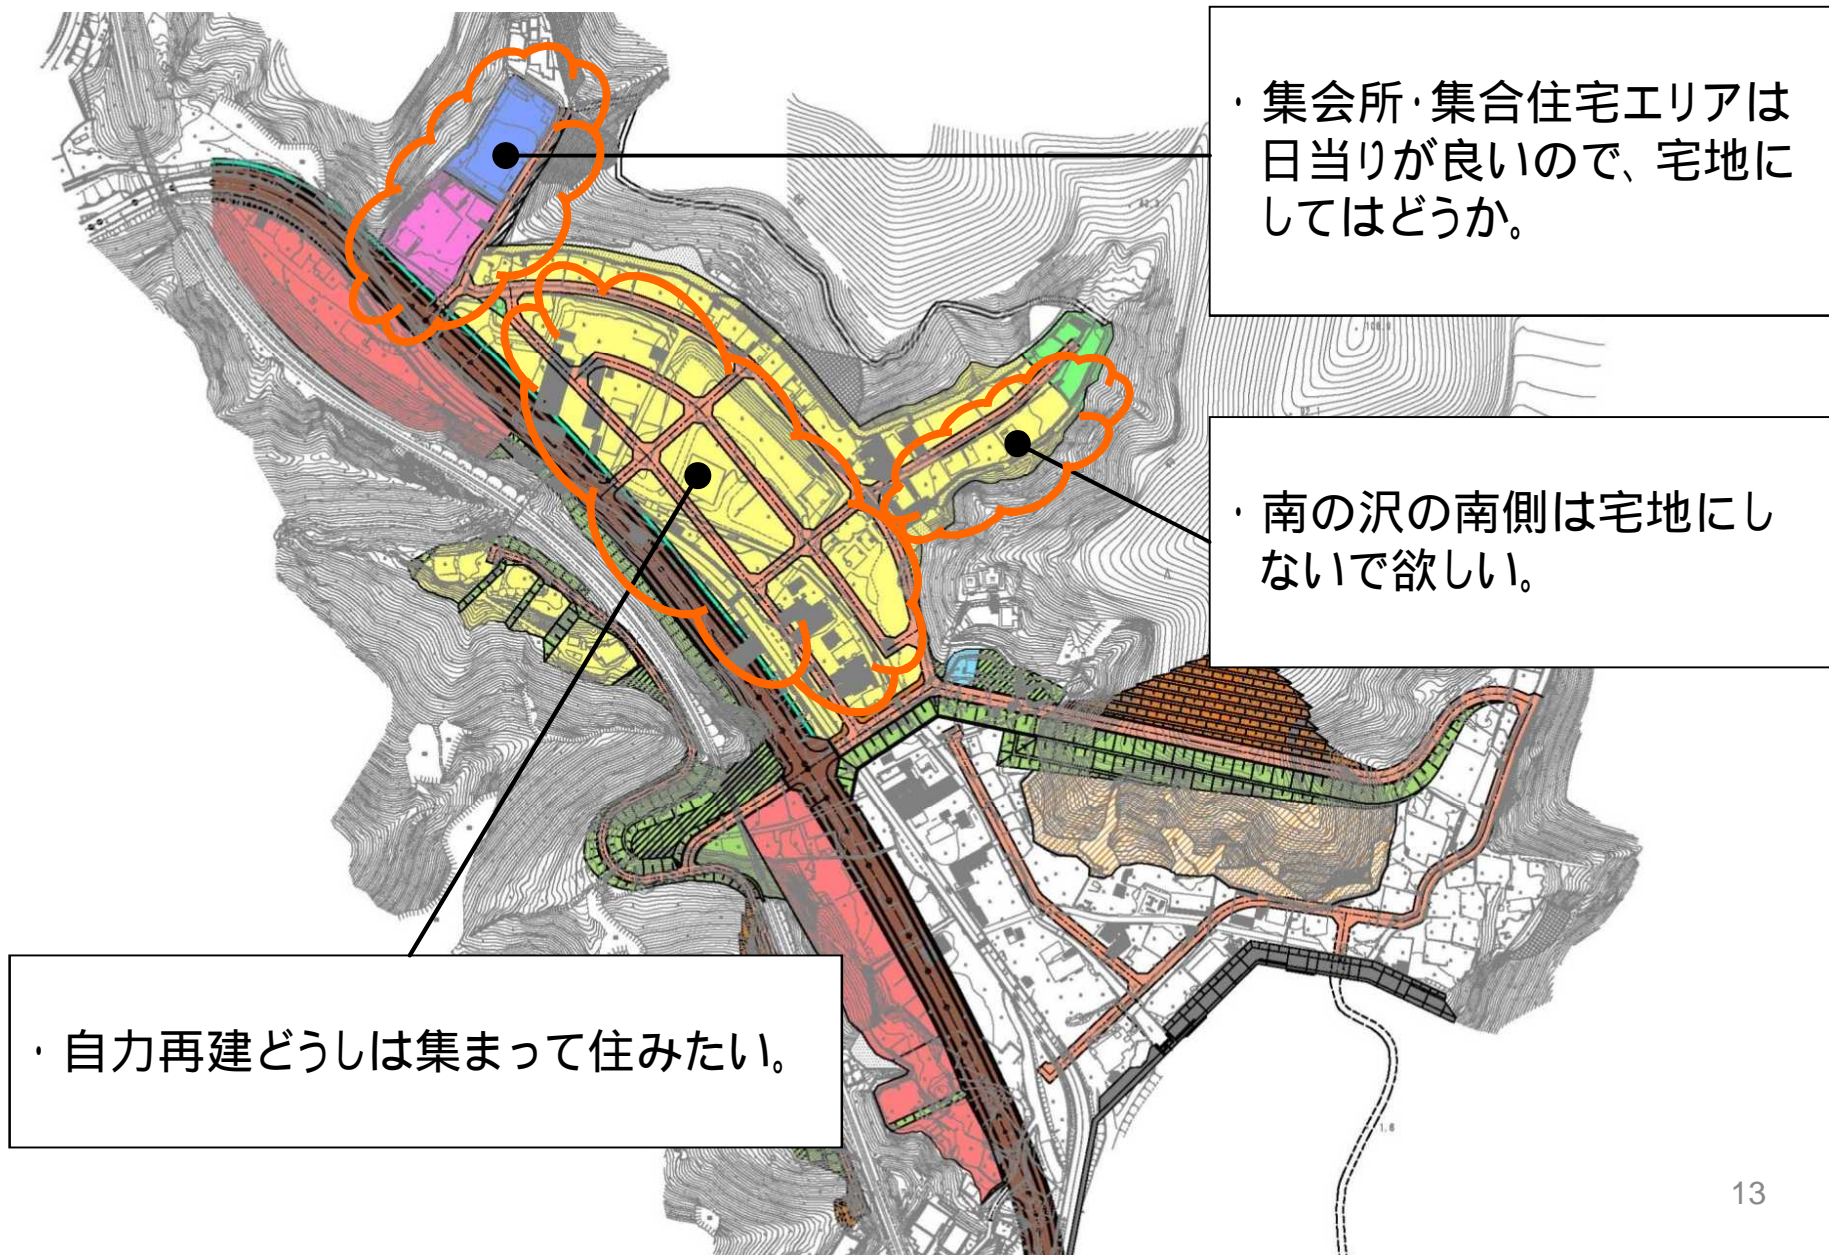 ・集会所・集合住宅エリアは
日当りが良いので、宅地に
してはどうか。
・南の沢の南側は宅地にし
ないで欲しい。
・自力再建どうしは集まって住みたい。
13